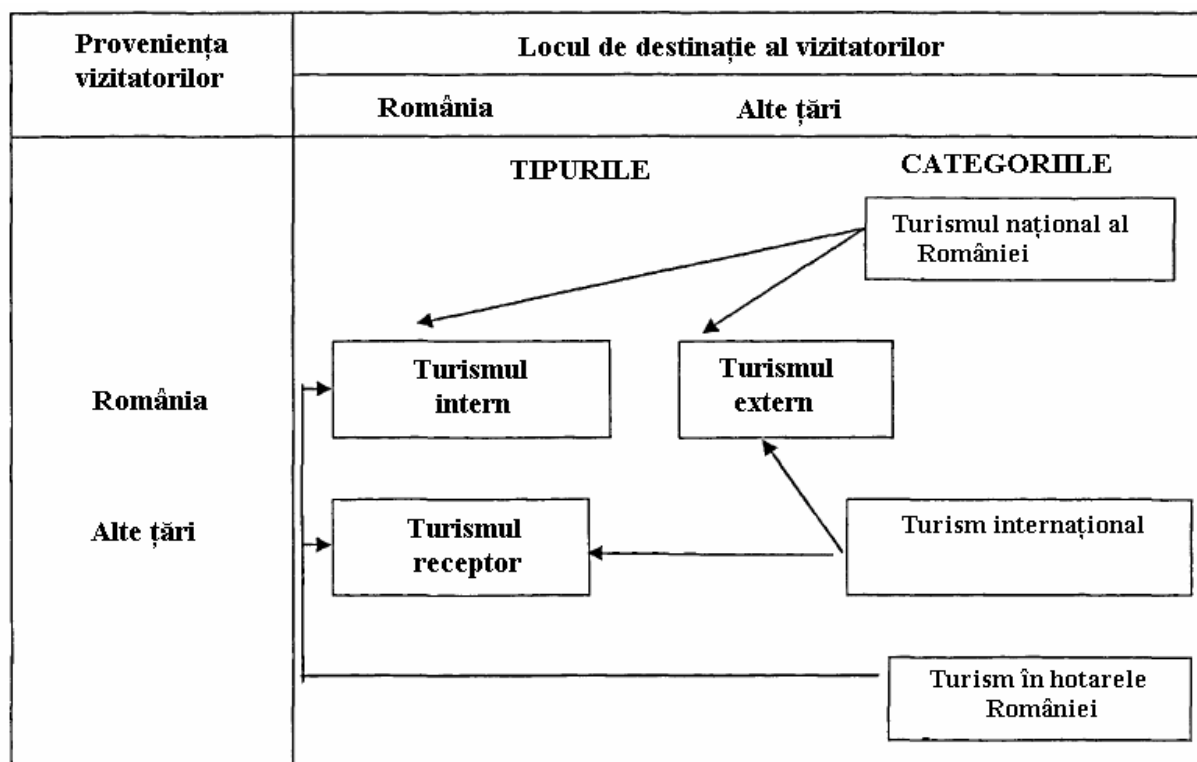 Proveniența
vizitatorilor
Locul de destinație al vizitatorilor
România
Alte țări
TIPURILE
CATEGORIILE
Turismul național al
României
România
Turismul
intern
Turismul
extern
Alte țări
Turismul
receptor
Turism internațional
Turism în hotarele
României